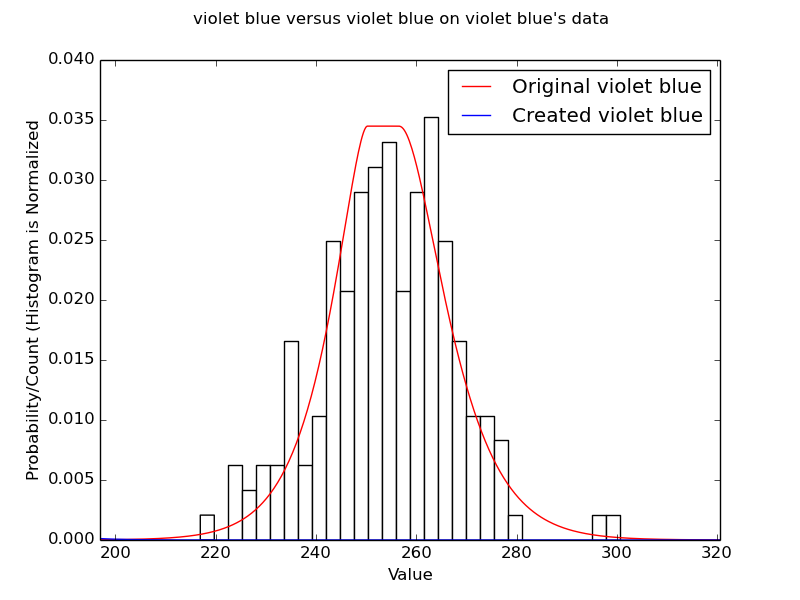 violet blue versus violet blue on violet blue's data
Original violet blue
Created violet blue
Probability/Count (Histogram is Normalized
0.040
0.035
0.030
0.025
0.020
0.015
0.010
0.005
0.000
200 220 240 260 280 300 320
Value